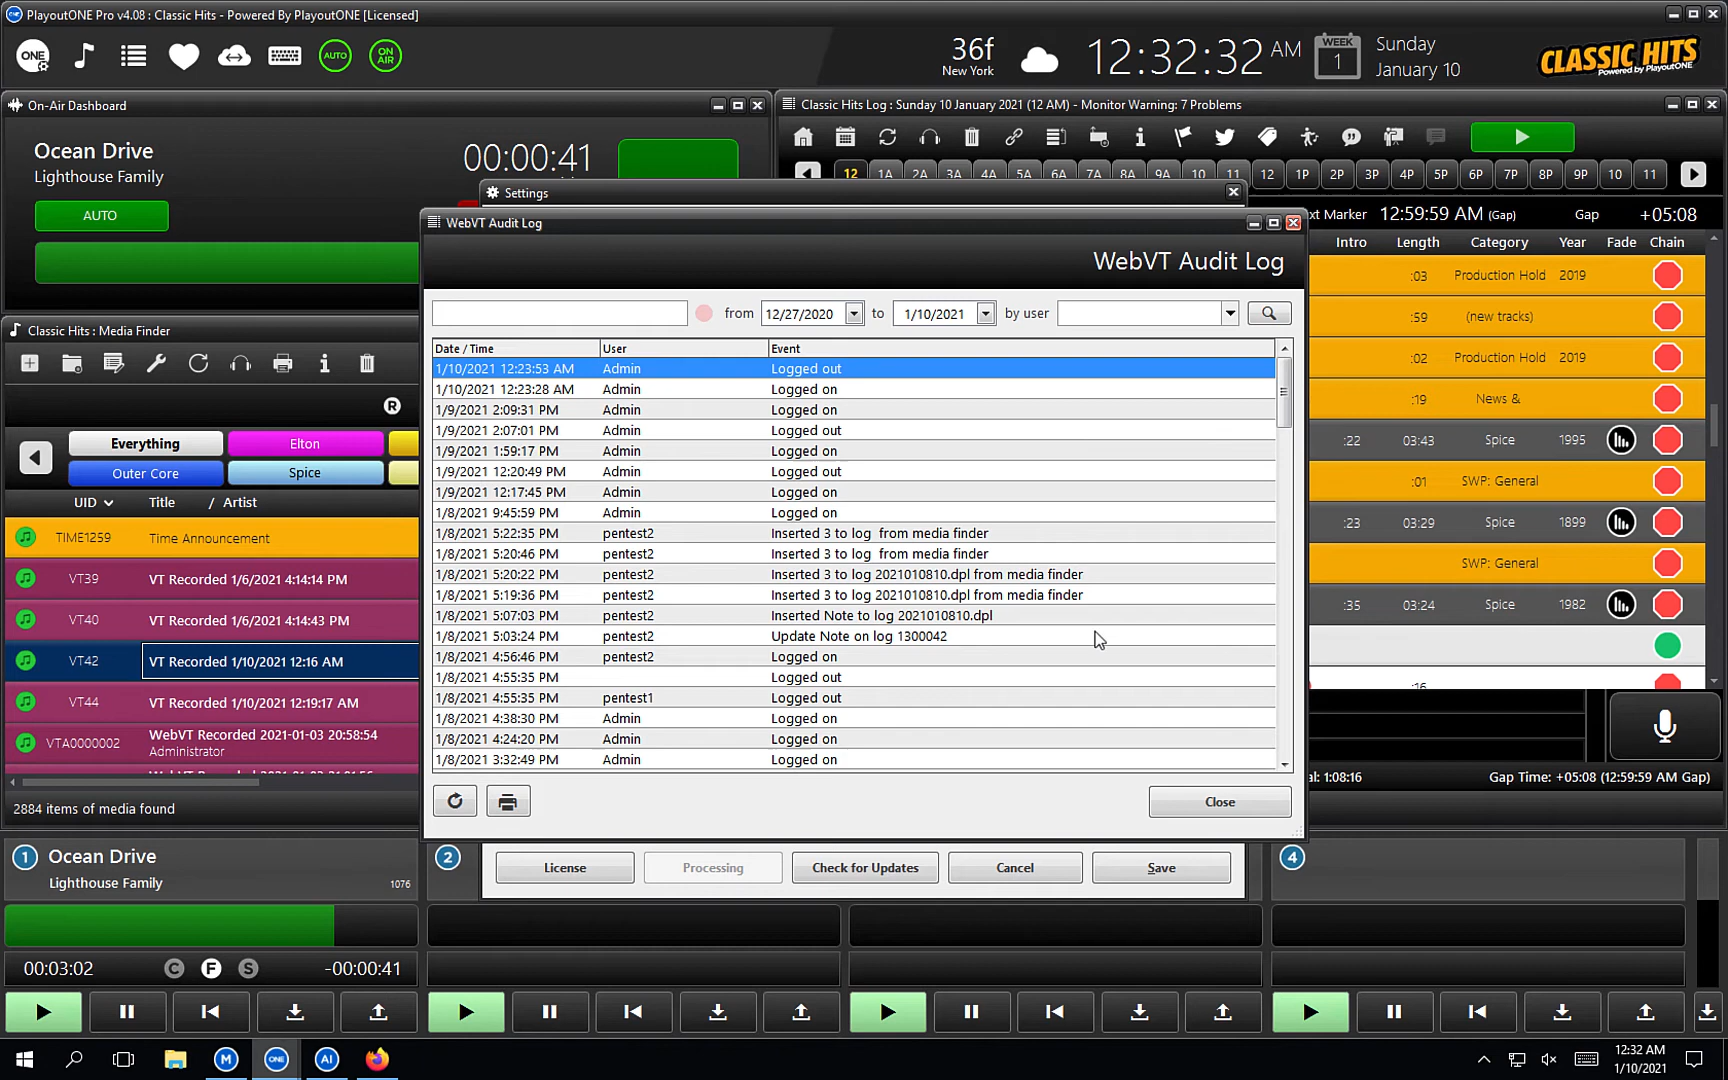 PlayoutONE Pro v4.08 : Classic Hits - Powered By PlayoutONE [Licensed]
ONE
AUTO
ON AIR
36f
New York
12:32:32 AM
WEEK
1
Sunday
January 10
CLASSIC HITS
Powered by PlayoutONE
On-Air Dashboard
Ocean Drive
Lighthouse Family
00:00:41
AUTO
Classic Hits Log : Sunday 10 January 2021 (12 AM) - Monitor Warning: 7 Problems
12 1A 2A 3A 4A 5A 6A 7A 8A 9A 10 11 12 1P 2P 3P 4P 5P 6P 7P 8P 9P 10 11
Settings
xt Marker 12:59:59 AM (Gap) Gap +05:08
Intro Length Category Year Fade Chain
:03 Production Hold 2019
:59 (new tracks)
:02 Production Hold 2019
:19 News &
:22 03:43 Spice 1995
:01 SWP: General
:23 03:29 Spice 1899
SWP: General
:35 03:24 Spice 1982
:16
al: 1:08:16 Gap Time: +05:08 (12:59:59 AM Gap)
WebVT Audit Log
WebVT Audit Log
from 12/27/2020 to 1/10/2021 by user
Date / Time User Event
1/10/2021 12:23:53 AM Admin Logged out
1/10/2021 12:23:28 AM Admin Logged on
1/9/2021 2:09:31 PM Admin Logged on
1/9/2021 2:07:01 PM Admin Logged out
1/9/2021 1:59:17 PM Admin Logged on
1/9/2021 12:20:49 PM Admin Logged out
1/9/2021 12:17:45 PM Admin Logged on
1/8/2021 9:45:59 PM Admin Logged on
1/8/2021 5:22:35 PM pentest2 Inserted 3 to log  from media finder
1/8/2021 5:20:46 PM pentest2 Inserted 3 to log  from media finder
1/8/2021 5:20:22 PM pentest2 Inserted 3 to log 2021010810.dpl from media finder
1/8/2021 5:19:36 PM pentest2 Inserted 3 to log 2021010810.dpl from media finder
1/8/2021 5:07:03 PM pentest2 Inserted Note to log 2021010810.dpl
1/8/2021 5:03:24 PM pentest2 Update Note on log 1300042
1/8/2021 4:56:46 PM pentest2 Logged on
1/8/2021 4:55:35 PM Logged out
1/8/2021 4:55:35 PM pentest1 Logged out
1/8/2021 4:38:30 PM Admin Logged on
1/8/2021 4:24:20 PM Admin Logged on
1/8/2021 3:32:49 PM Admin Logged on
Close
License Processing Check for Updates Cancel Save
Classic Hits : Media Finder
R
Everything Elton
Outer Core Spice
UID Title / Artist
TIME1259 Time Announcement
VT39 VT Recorded 1/6/2021 4:14:14 PM
VT40 VT Recorded 1/6/2021 4:14:43 PM
VT42 VT Recorded 1/10/2021 12:16 AM
VT44 VT Recorded 1/10/2021 12:19:17 AM
VTA0000002 WebVT Recorded 2021-01-03 20:58:54
Administrator
2884 items of media found
1 Ocean Drive
Lighthouse Family 1076
2
4
00:03:02 C F S -00:00:41
M ONE AI
12:32 AM
1/10/2021